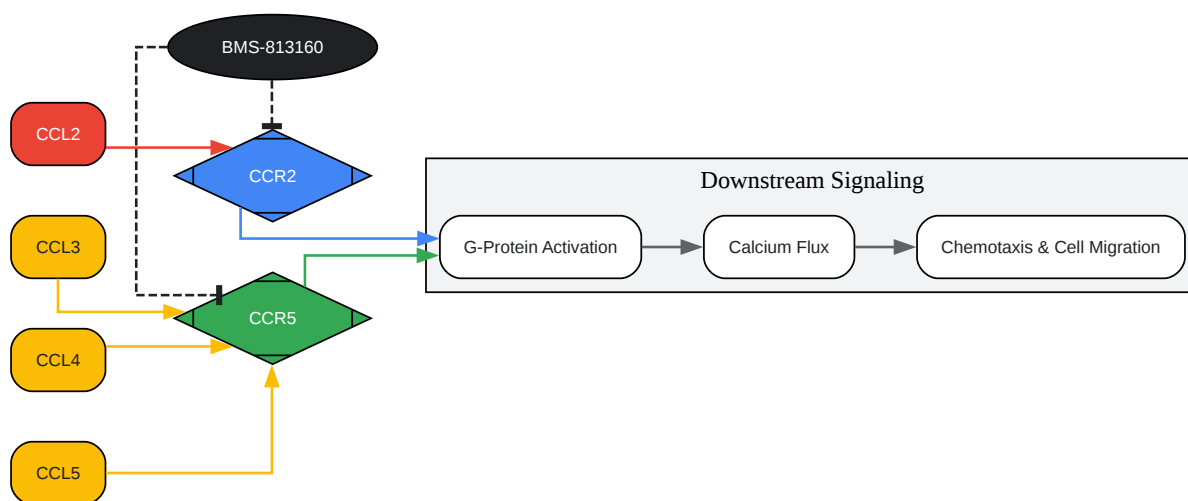 BMS-813160
CCL2
CCR2
Downstream Signaling
CCL3
G-Protein Activation
Calcium Flux
Chemotaxis & Cell Migration
CCR5
CCL4
CCL5